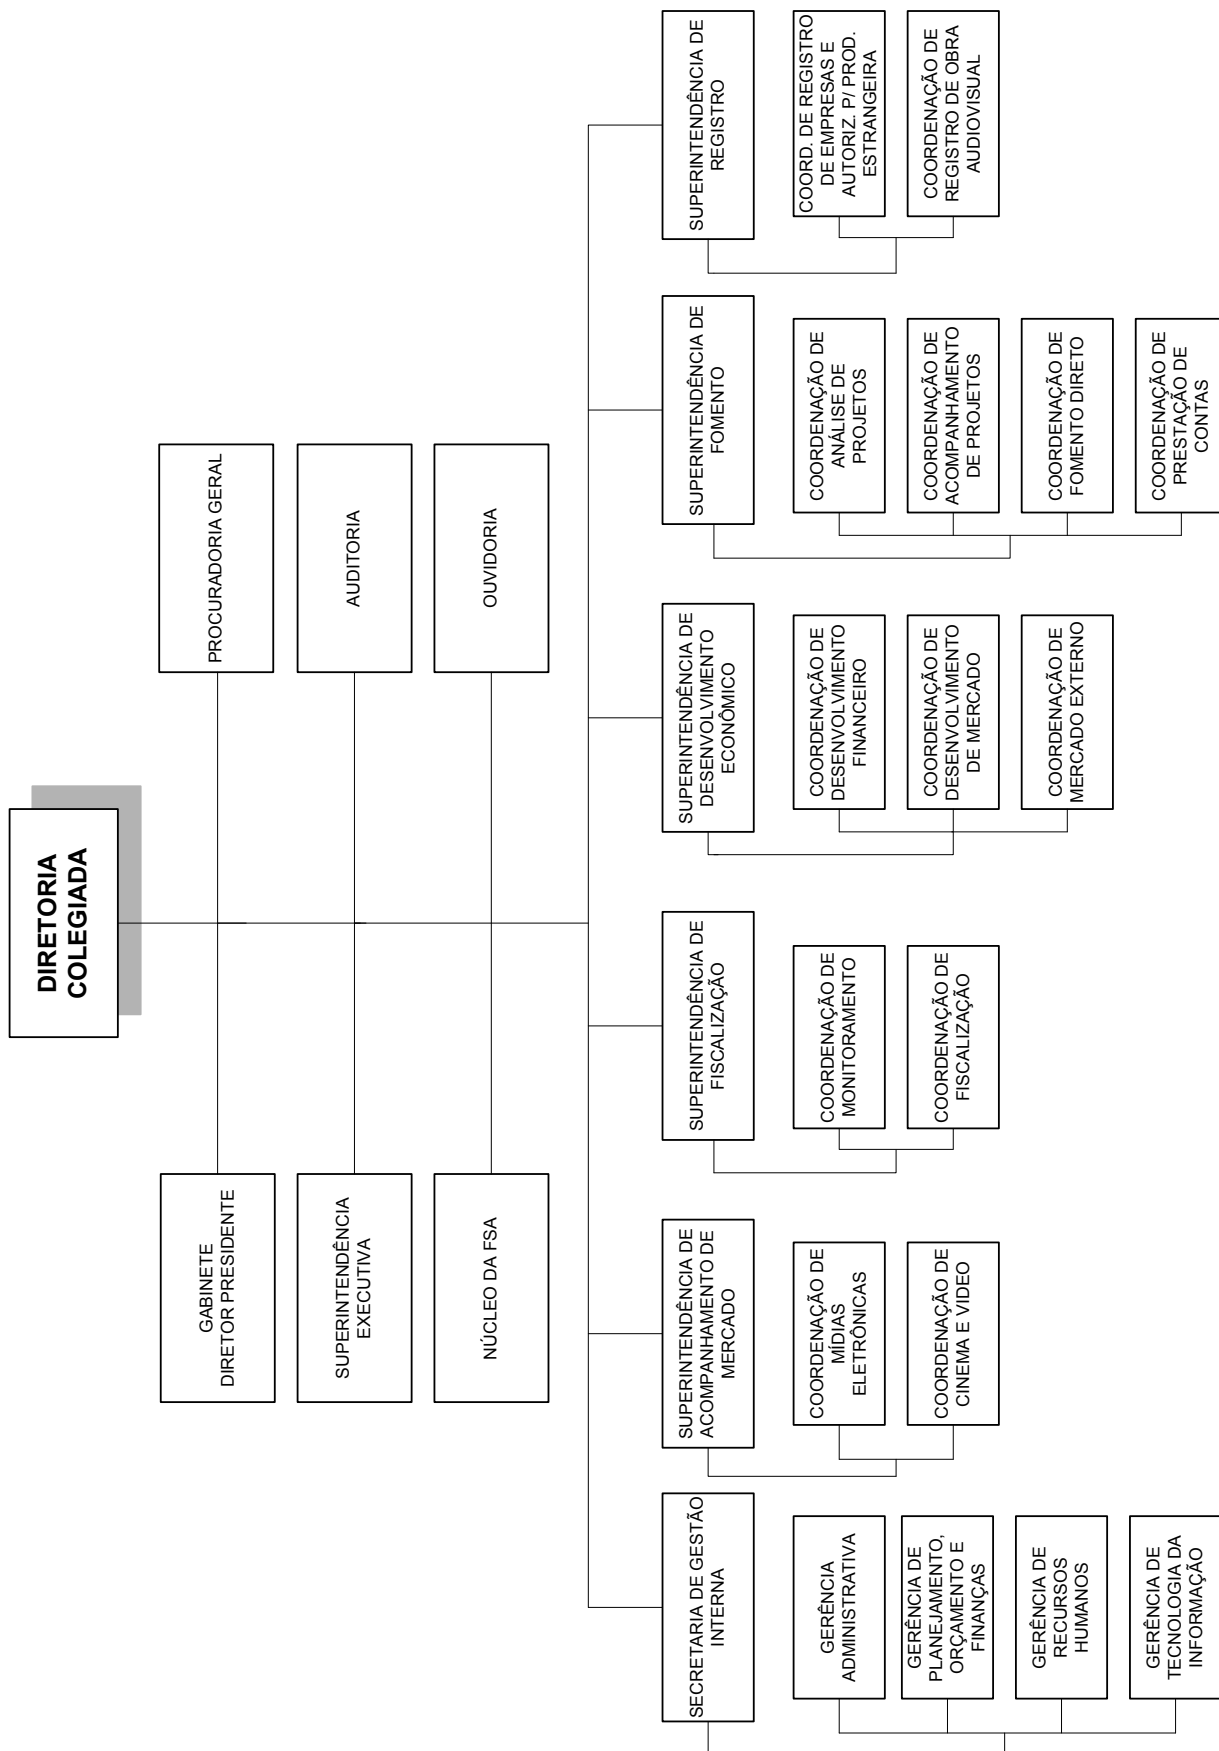 DIRETORIA
COLEGIADA
GABINETE
DIRETOR PRESIDENTE
PROCURADORIA GERAL
SUPERINTENDÊNCIA
EXECUTIVA
AUDITORIA
NÚCLEO DA FSA
OUVIDORIA
SECRETARIA DE GESTÃO
INTERNA
GERÊNCIA
ADMINISTRATIVA
GERÊNCIA DE
PLANEJAMENTO,
ORÇAMENTO E
FINANÇAS
GERÊNCIA DE
RECURSOS
HUMANOS
GERÊNCIA DE
TECNOLOGIA DA
INFORMAÇÃO
SUPERINTENDÊNCIA DE
ACOMPANHAMENTO DE
MERCADO
COORDENAÇÃO DE
MÍDIAS
ELETRÔNICAS
COORDENAÇÃO DE
CINEMA E VIDEO
SUPERINTENDÊNCIA DE
FISCALIZAÇÃO
COORDENAÇÃO DE
MONITORAMENTO
COORDENAÇÃO DE
FISCALIZAÇÃO
SUPERINTENDÊNCIA DE
DESENVOLVIMENTO
ECONÔMICO
COORDENAÇÃO DE
DESENVOLVIMENTO
FINANCEIRO
COORDENAÇÃO DE
DESENVOLVIMENTO
DE MERCADO
COORDENAÇÃO DE
MERCADO EXTERNO
SUPERINTENDÊNCIA DE
FOMENTO
COORDENAÇÃO DE
ANÁLISE DE
PROJETOS
COORDENAÇÃO DE
ACOMPANHAMENTO
DE PROJETOS
COORDENAÇÃO DE
FOMENTO DIRETO
COORDENAÇÃO DE
PRESTAÇÃO DE
CONTAS
SUPERINTENDÊNCIA DE
REGISTRO
COORD. DE REGISTRO
DE EMPRESAS E
AUTORIZ. P/ PROD.
ESTRANGEIRA
COORDENAÇÃO DE
REGISTRO DE OBRA
AUDIOVISUAL